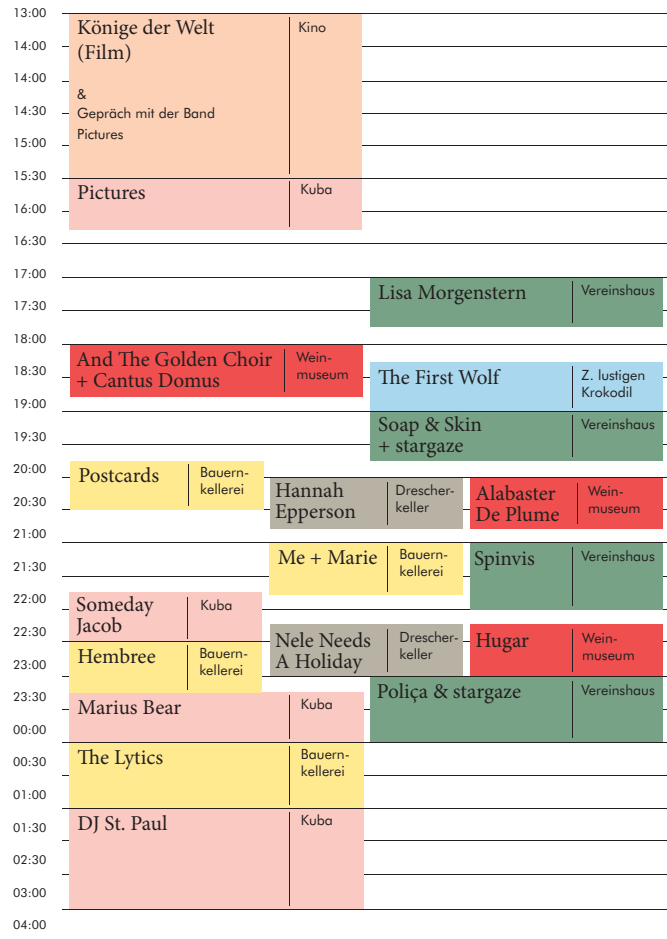 13:00
14:00
14:00
14:30
15:00
15:30
16:00
16:30
17:00
17:30
18:00
18:30
19:00
19:30
20:00
20:30
21:00
21:30
22:00
22:30
23:00
23:30
00:00
00:30
01:00
01:30
02:30
03:00
04:00
Könige der Welt
(Film)
&
Gepräch mit der Band
Pictures
Kino
Pictures
Kuba
Lisa Morgenstern
Vereinshaus
And The Golden Choir
+ Cantus Domus
Wein-
museum
The First Wolf
Z. lustigen
Krokodil
Soap & Skin
+ stargaze
Vereinshaus
Postcards
Bauern-
kellerei
Hannah
Epperson
Drescher-
keller
Alabaster
De Plume
Wein-
museum
Me + Marie
Bauern-
kellerei
Spinvis
Vereinshaus
Someday
Jacob
Kuba
Nele Needs
A Holiday
Drescher-
keller
Hugar
Wein-
museum
Hembree
Bauern-
kellerei
Poliça & stargaze
Vereinshaus
Marius Bear
Kuba
The Lytics
Bauern-
kellerei
DJ St. Paul
Kuba